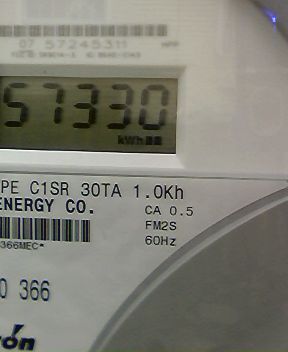 07 57245311
57330
kWh
PE C1SR 30TA 1.0Kh
ENERGY CO.
CA 0.5
FM2S
60Hz
366MEC*
0 366
rón